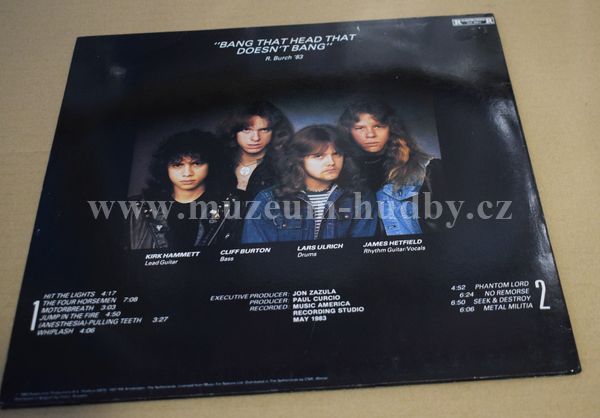 "BANG THAT HEAD THAT
DOESN'T BANG"
R. Burch '83
www.muzeum-hudby.cz
KIRK HAMMETT
Lead Guitar
CLIFF BURTON
Bass
LARS ULRICH
Drums
JAMES HETFIELD
Rhythm Guitar/Vocals
1
HIT THE LIGHTS 4:17
THE FOUR HORSEMEN 7:08
MOTORBREATH 3:03
JUMP IN THE FIRE 4:50
(ANESTHESIA)-PULLING TEETH 3:27
WHIPLASH 4:06
EXECUTIVE PRODUCER: JON ZAZULA
PRODUCER: PAUL CURCIO
RECORDED: MUSIC AMERICA
RECORDING STUDIO
MAY 1983
4:52 PHANTOM LORD
6:24 NO REMORSE
6:50 SEEK & DESTROY
6:06 METAL MILITIA
2